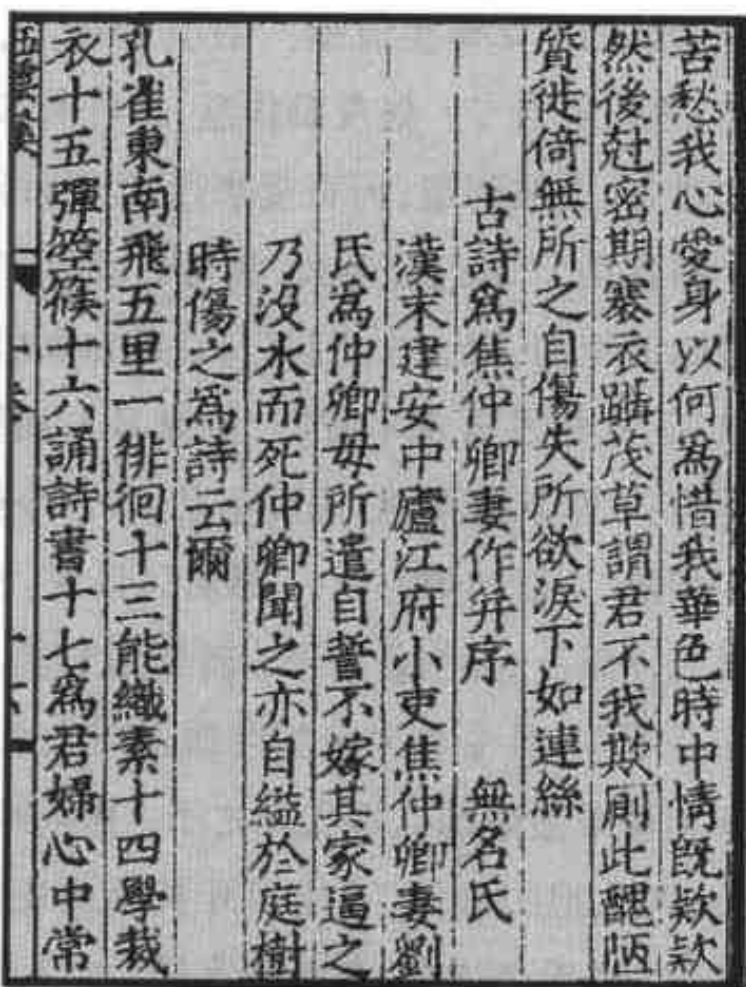 苦愁我心愛身以何爲惜我華色時中情旣欵欵
然後尅密期褰衣躡茂草謂君不我欺厠此醜陋
質徙倚無所之自傷失所欲淚下如連絲
古詩爲焦仲卿妻作并序 無名氏
漢末建安中廬江府小吏焦仲卿妻劉
氏爲仲卿母所遣自誓不嫁其家逼之
乃沒水而死仲卿聞之亦自縊於庭樹
時傷之爲詩云爾
孔雀東南飛五里一徘徊十三能織素十四學裁
衣十五彈箜篌十六誦詩書十七爲君婦心中常